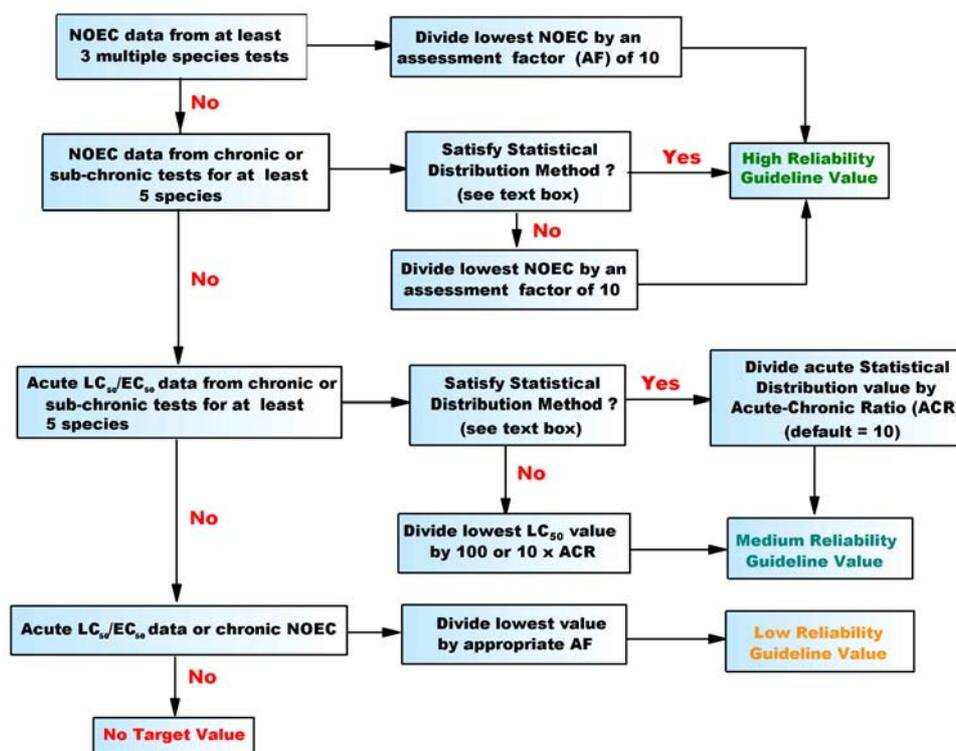 NOEC data from at least
3 multiple species tests
Divide lowest NOEC by an
assessment factor (AF) of 10
No
NOEC data from chronic or
sub-chronic tests for at least
5 species
Satisfy Statistical
Distribution Method ?
(see text box)
Yes
High Reliability
Guideline Value
No
Divide lowest NOEC by an
assessment factor of 10
No
Acute LC₅₀/EC₅₀ data from chronic or
sub-chronic tests for at least
5 species
Satisfy Statistical
Distribution Method ?
(see text box)
Yes
Divide acute Statistical
Distribution value by
Acute-Chronic Ratio (ACR)
(default = 10)
No
No
Divide lowest LC₅₀ value
by 100 or 10 x ACR
Medium Reliability
Guideline Value
Acute LC₅₀/EC₅₀ data or chronic NOEC
Divide lowest value
by appropriate AF
Low Reliability
Guideline Value
No
No Target Value